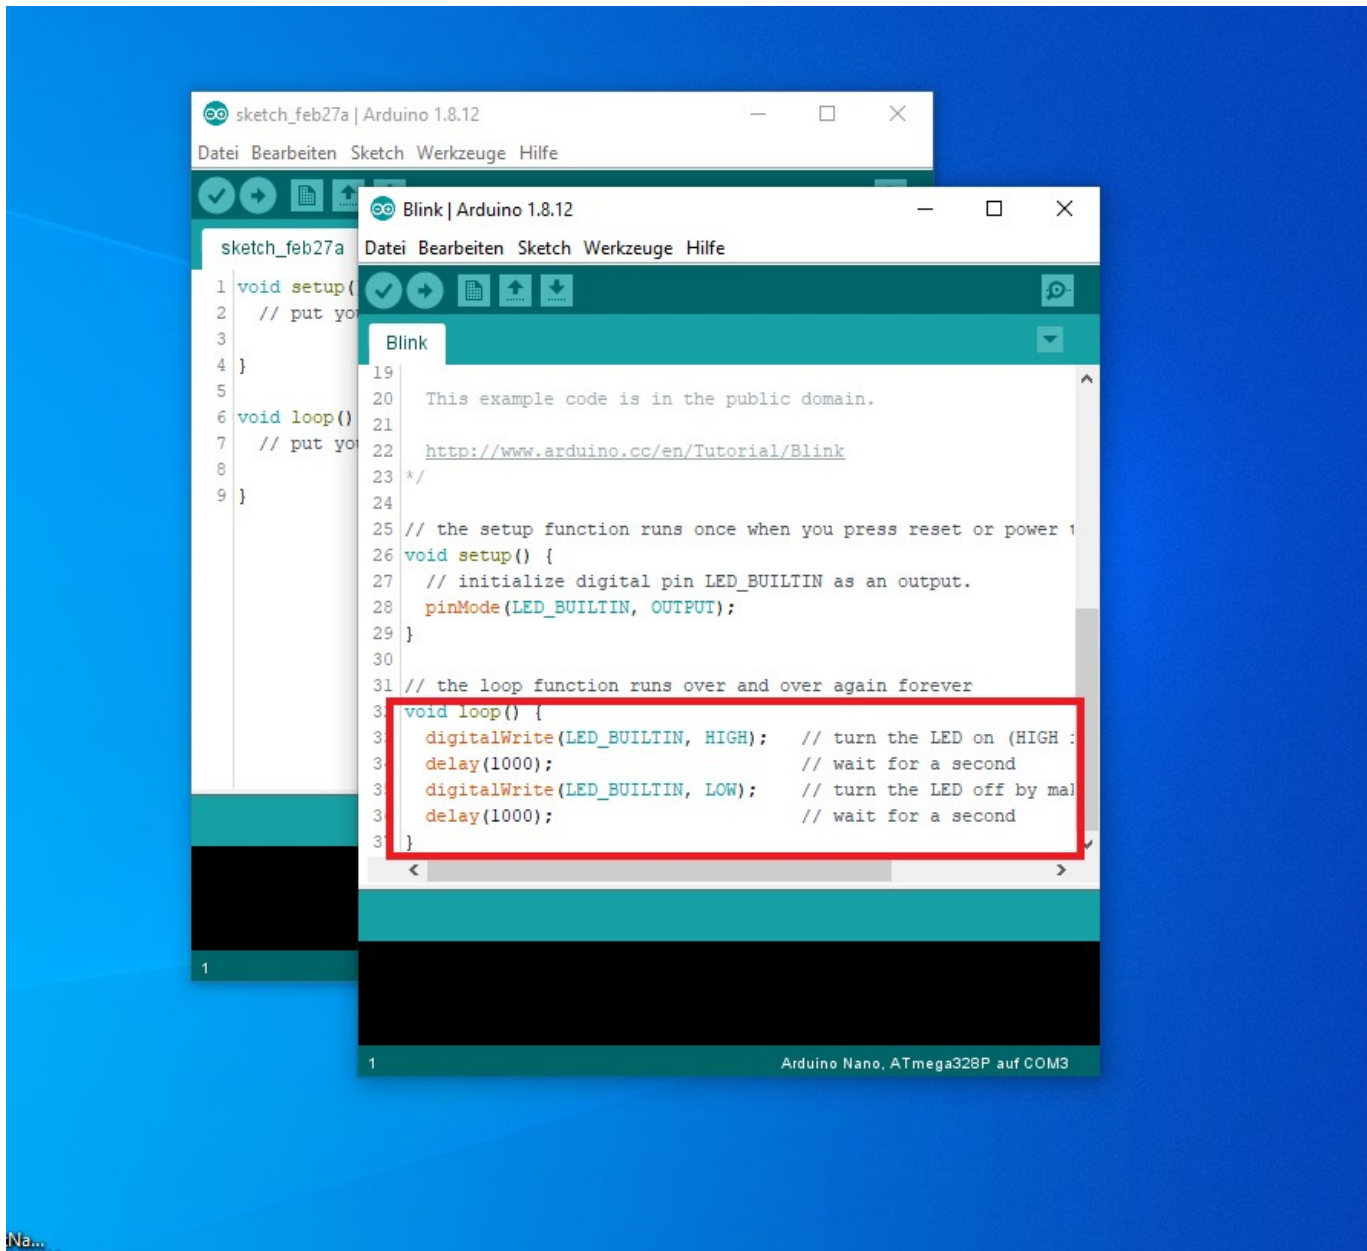 sketch_feb27a | Arduino 1.8.12
Datei Bearbeiten Sketch Werkzeuge Hilfe
sketch_feb27a
1 void setup(
2 // put you
3
4 }
5
6 void loop()
7 // put you
8
9 }
1
Blink | Arduino 1.8.12
Datei Bearbeiten Sketch Werkzeuge Hilfe
Blink
19
20 This example code is in the public domain.
21
22 http://www.arduino.cc/en/Tutorial/Blink
23 */
24
25 // the setup function runs once when you press reset or power
26 void setup() {
27 // initialize digital pin LED_BUILTIN as an output.
28 pinMode(LED_BUILTIN, OUTPUT);
29 }
30
31 // the loop function runs over and over again forever
void loop() {
digitalWrite(LED_BUILTIN, HIGH); // turn the LED on (HIGH
delay(1000); // wait for a second
digitalWrite(LED_BUILTIN, LOW); // turn the LED off by
delay(1000); // wait for a second
}
1
Arduino Nano, ATmega328P auf COM3